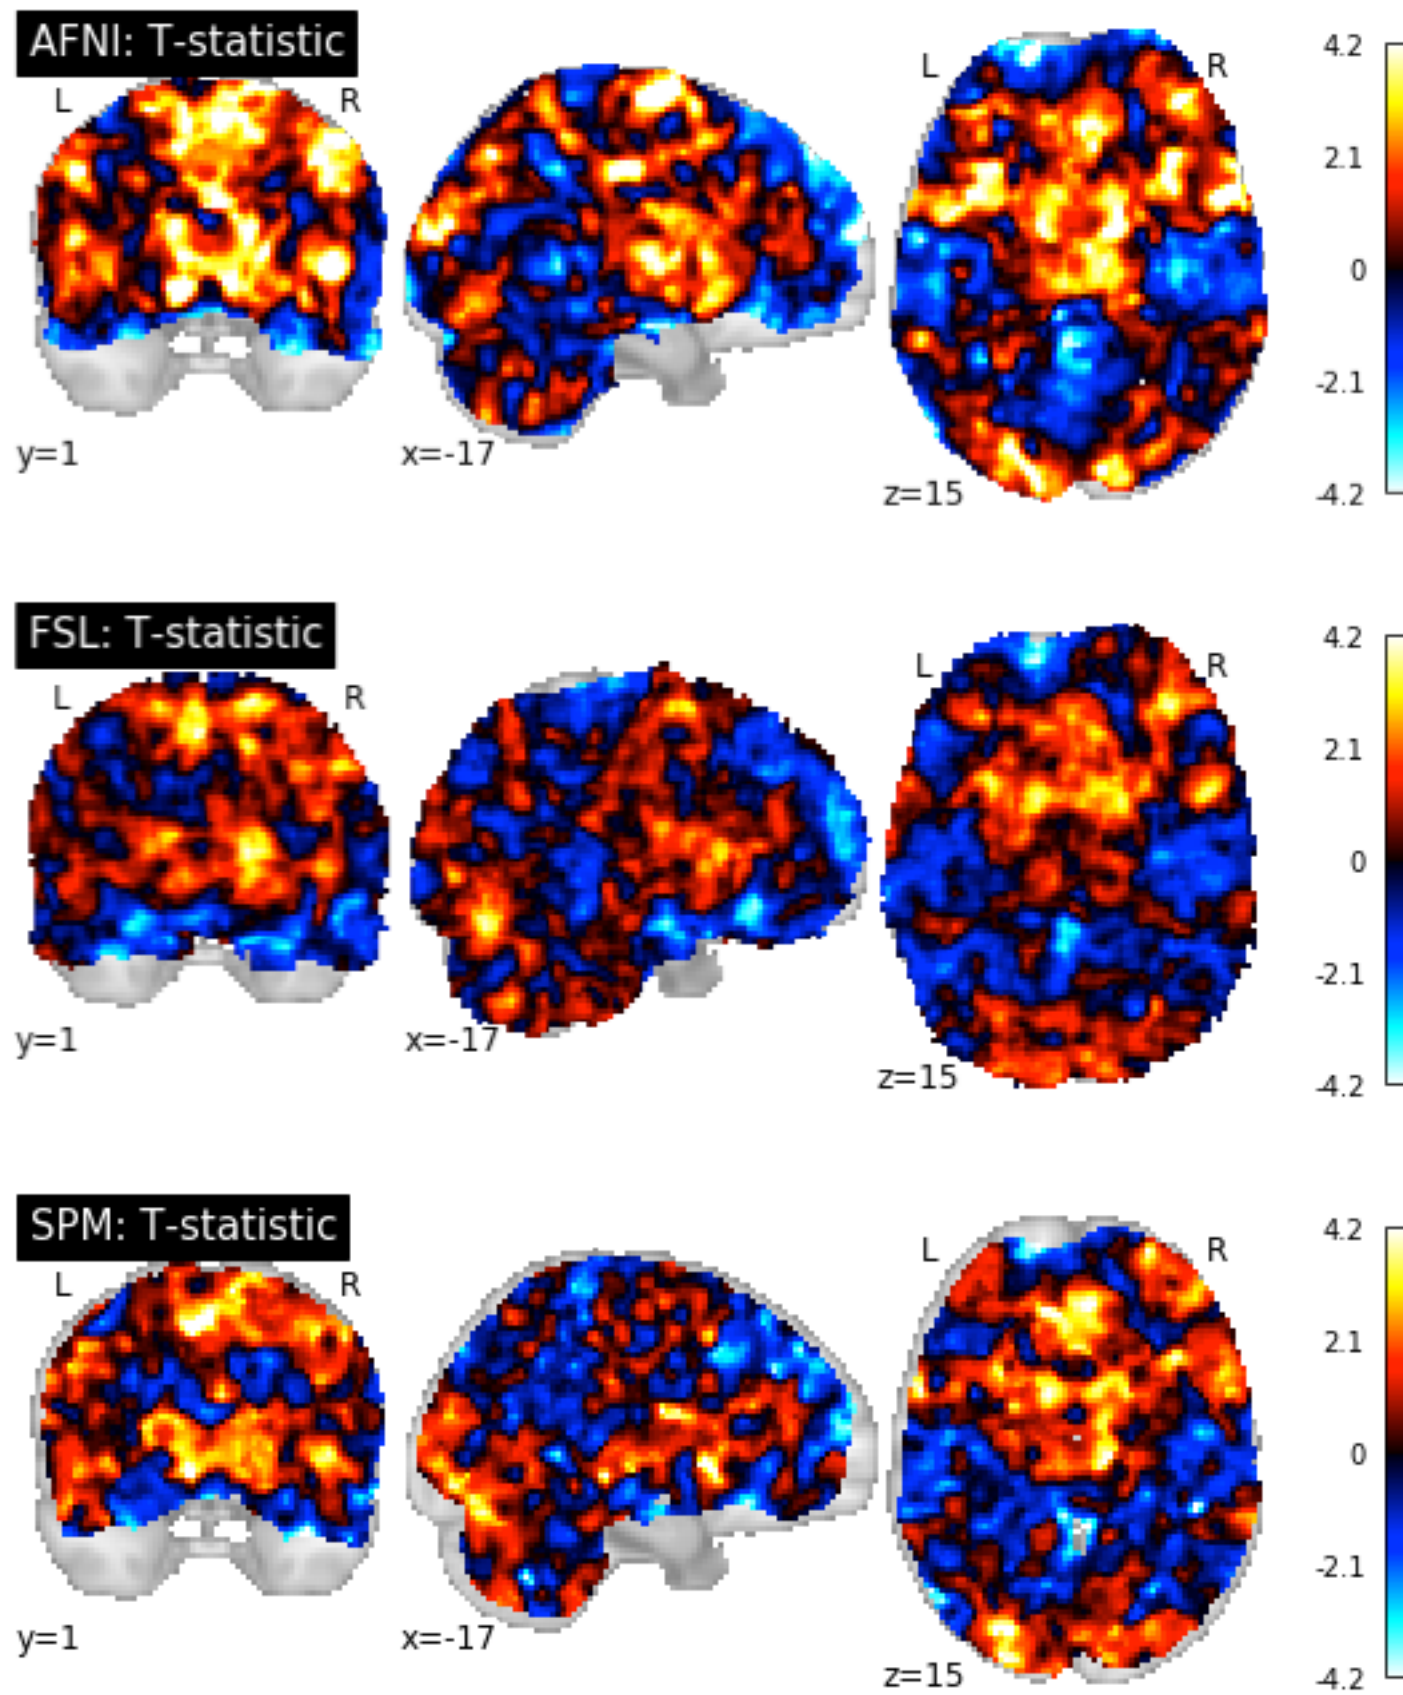 AFNI: T-statistic
L R L R
4.2
2.1
0
-2.1
-4.2
y=1 x=-17 z=15
FSL: T-statistic
L R L R
4.2
2.1
0
-2.1
-4.2
y=1 x=-17 z=15
SPM: T-statistic
L R L R
4.2
2.1
0
-2.1
-4.2
y=1 x=-17 z=15